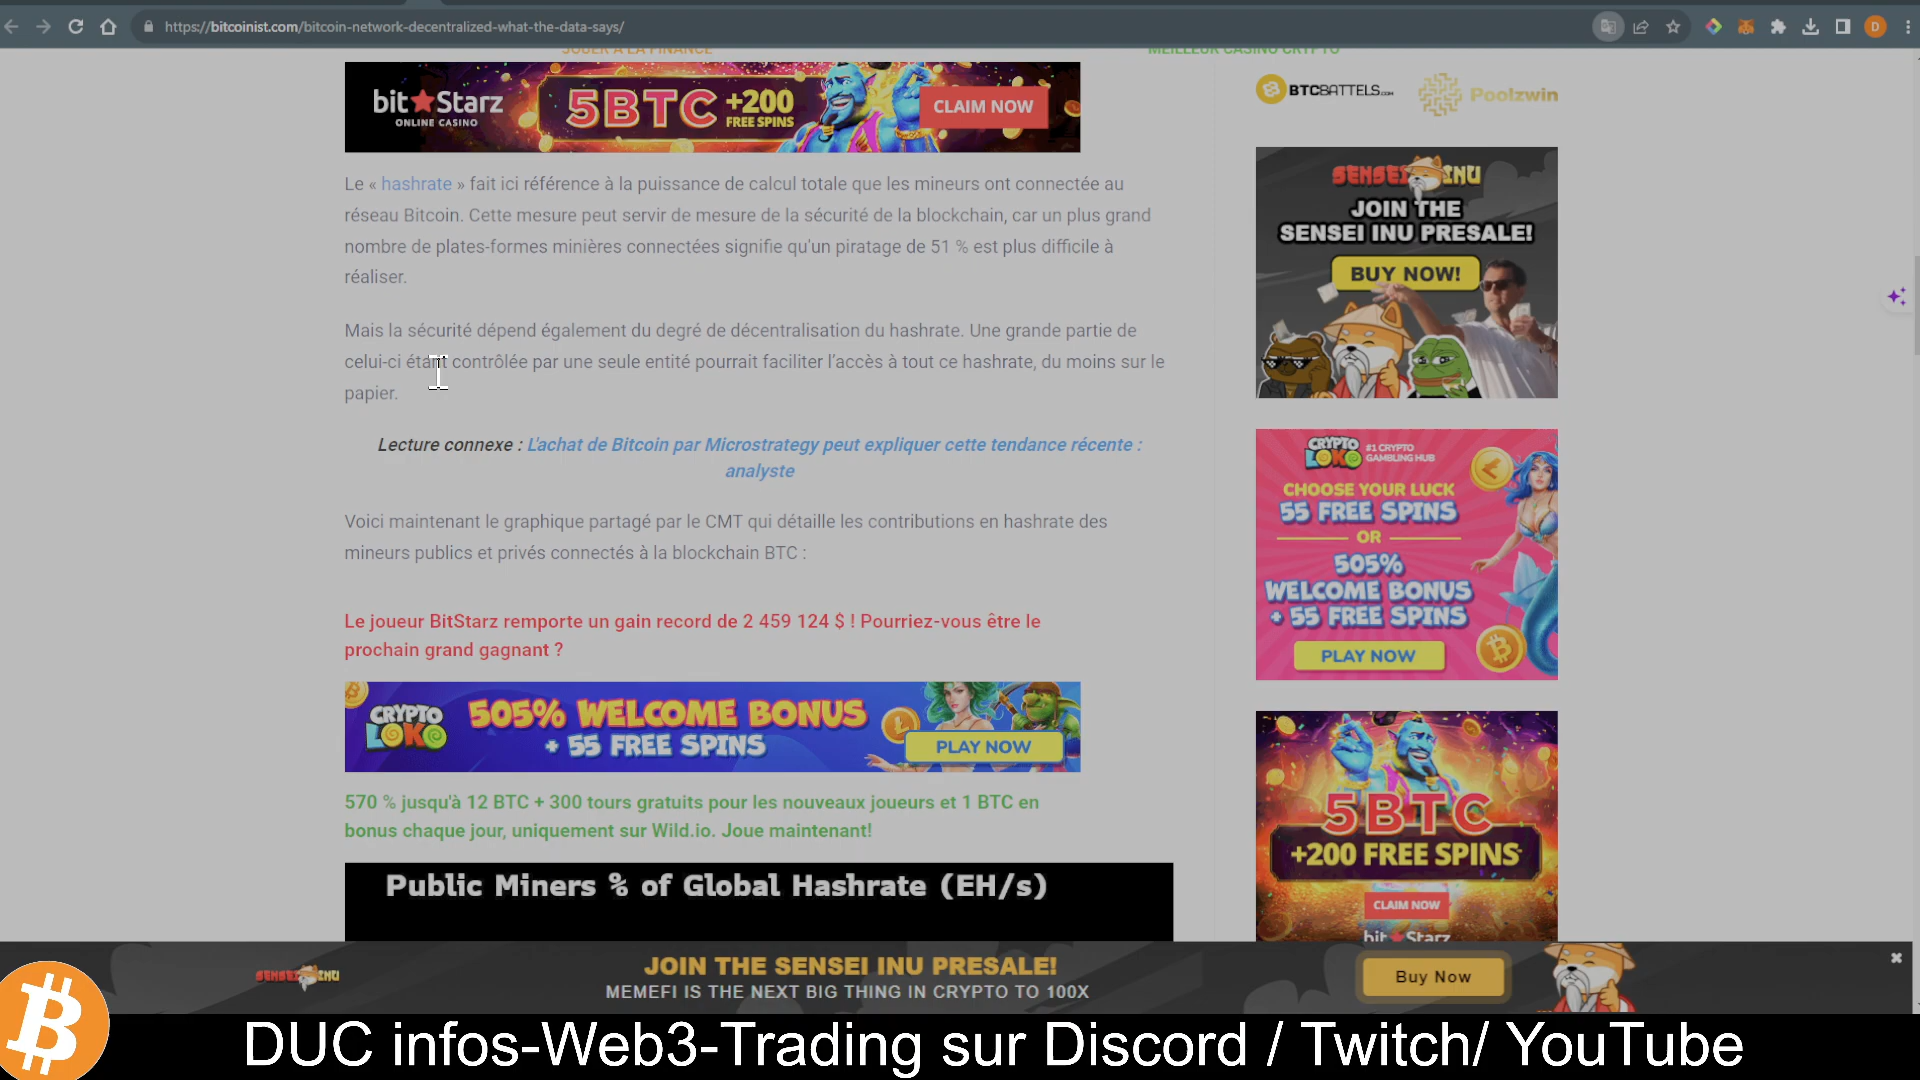 https://bitcoinist.com/bitcoin-network-decentralized-what-the-data-says/
D
JOUER À LA FINANCE
MEILLEUR CASINO CRYPTO
bit★Starz
ONLINE CASINO
5BTC +200
FREE SPINS
CLAIM NOW
BTCBATTELS.COM
Poolzwin
Le « hashrate » fait ici référence à la puissance de calcul totale que les mineurs ont connectée au
réseau Bitcoin. Cette mesure peut servir de mesure de la sécurité de la blockchain, car un plus grand
nombre de plates-formes minières connectées signifie qu'un piratage de 51 % est plus difficile à
réaliser.
Mais la sécurité dépend également du degré de décentralisation du hashrate. Une grande partie de
celui-ci étant contrôlée par une seule entité pourrait faciliter l'accès à tout ce hashrate, du moins sur le
papier.
Lecture connexe : L'achat de Bitcoin par Microstrategy peut expliquer cette tendance récente :
analyste
Voici maintenant le graphique partagé par le CMT qui détaille les contributions en hashrate des
mineurs publics et privés connectés à la blockchain BTC :
Le joueur BitStarz remporte un gain record de 2 459 124 $ ! Pourriez-vous être le
prochain grand gagnant ?
CRYPTO
LOKO
505% WELCOME BONUS
+ 55 FREE SPINS
PLAY NOW
570 % jusqu'à 12 BTC + 300 tours gratuits pour les nouveaux joueurs et 1 BTC en
bonus chaque jour, uniquement sur Wild.io. Joue maintenant!
Public Miners % of Global Hashrate (EH/s)
SENSEI INU
JOIN THE
SENSEI INU PRESALE!
BUY NOW!
CRYPTO
LOKO
#1 CRYPTO
GAMBLING HUB
CHOOSE YOUR LUCK
55 FREE SPINS
OR
505%
WELCOME BONUS
+ 55 FREE SPINS
PLAY NOW
5BTC
+200 FREE SPINS
CLAIM NOW
bit★Starz
SENSEI INU
JOIN THE SENSEI INU PRESALE!
MEMEFI IS THE NEXT BIG THING IN CRYPTO TO 100X
Buy Now
DUC infos-Web3-Trading sur Discord / Twitch/ YouTube